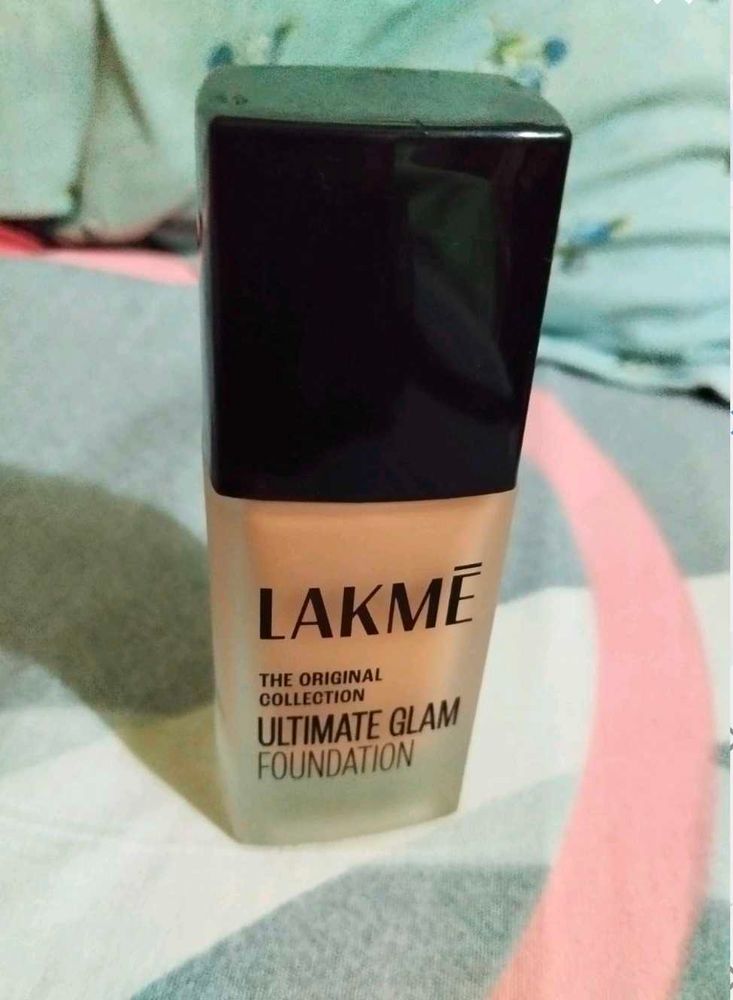 LAKMĒ
THE ORIGINAL
COLLECTION
ULTIMATE GLAM
FOUNDATION